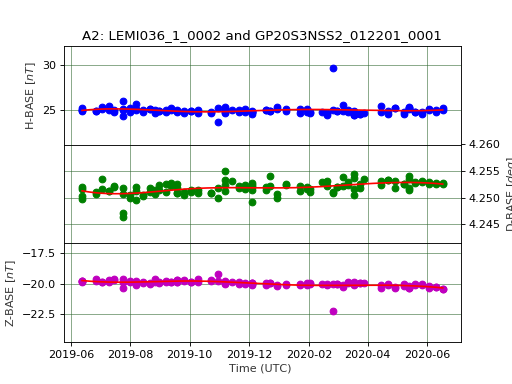 A2: LEMI036_1_0002 and GP20S3NSS2_012201_0001
H-BASE [nT]
30
25
D-BASE [deg
4.260
4.255
4.250
4.245
Z-BASE [nT]
−17.5
−20.0
−22.5
2019-06 2019-08 2019-10 2019-12 2020-02 2020-04 2020-06
Time (UTC)